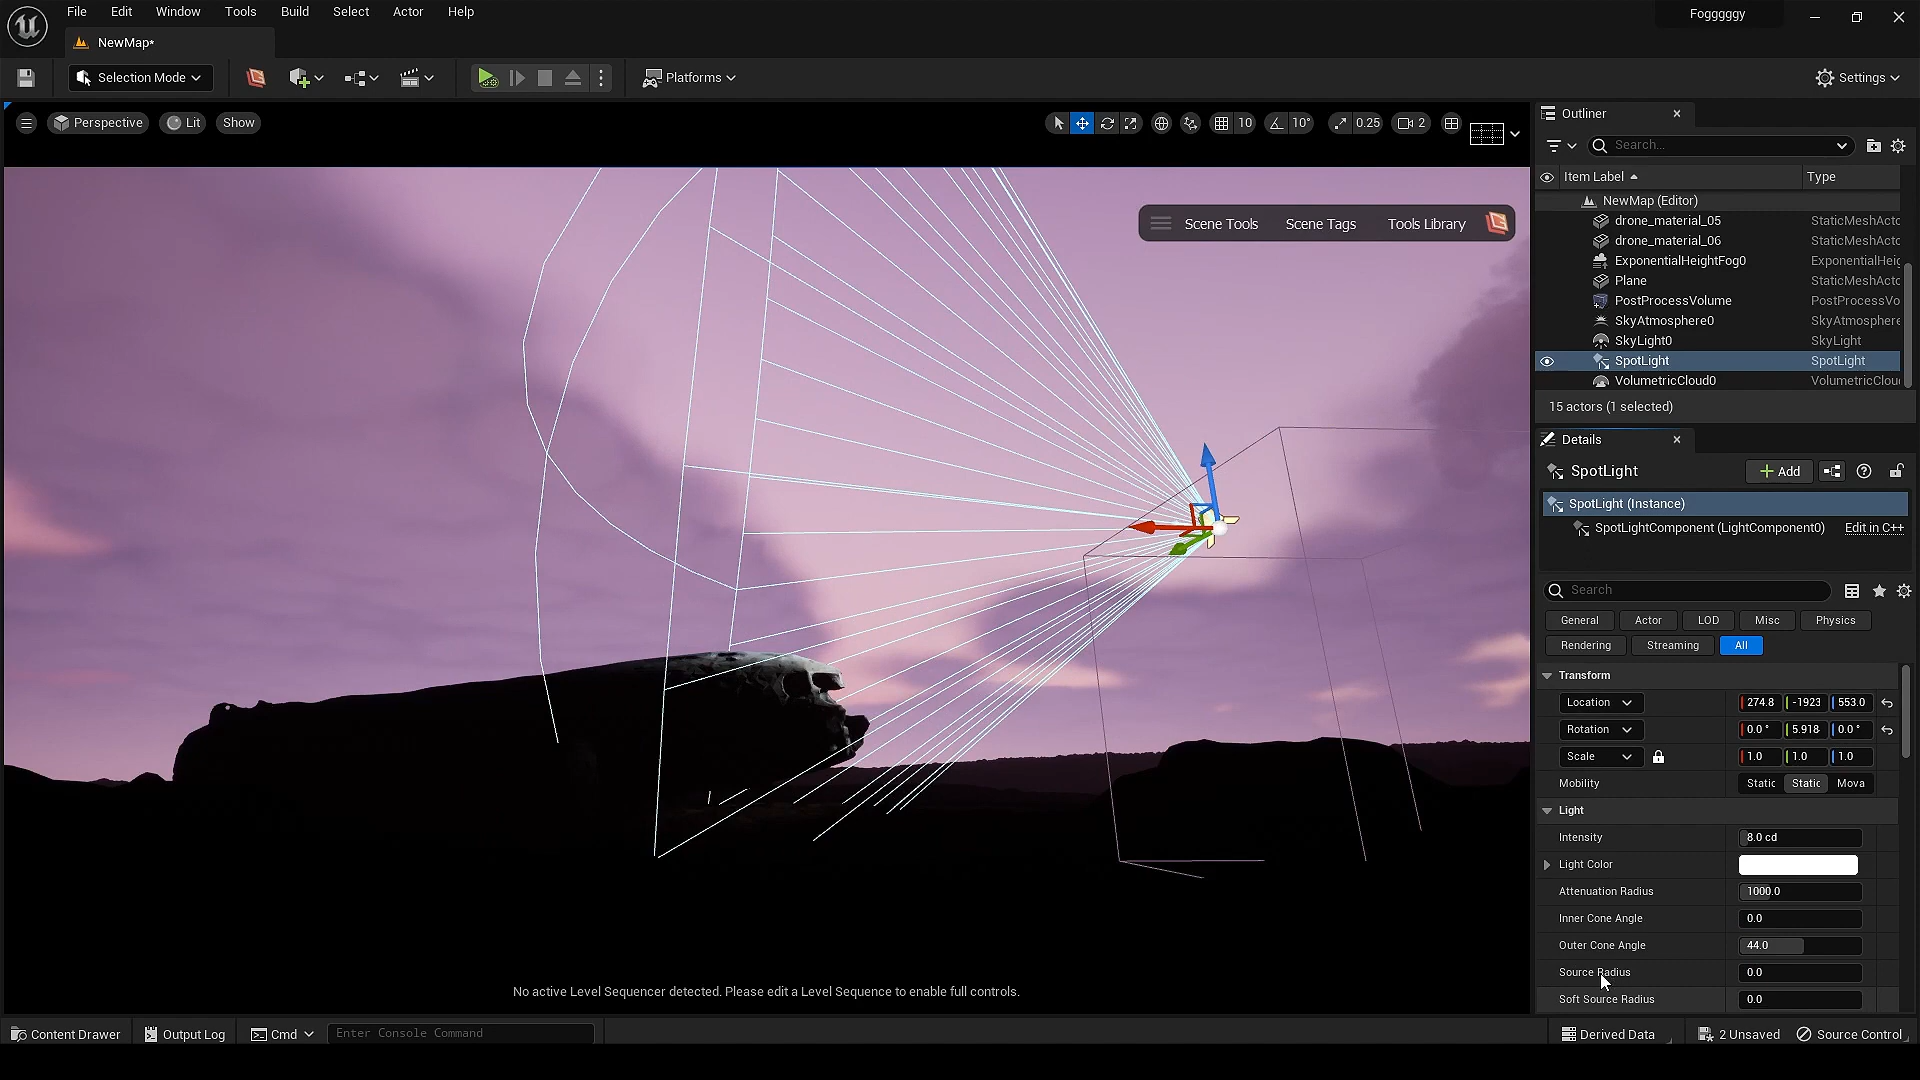 File Edit Window Tools Build Select Actor Help
Fogggggy
NewMap*
Selection Mode
Platforms
Settings
Perspective Lit Show
10 10° 0.25 2
Scene Tools Scene Tags Tools Library
No active Level Sequencer detected. Please edit a Level Sequence to enable full controls.
Outliner
Search...
Item Label Type
NewMap (Editor)
drone_material_05 StaticMeshActo
drone_material_06 StaticMeshActo
ExponentialHeightFog0 ExponentialHeig
Plane StaticMeshActo
PostProcessVolume PostProcessVo
SkyAtmosphere0 SkyAtmosphere
SkyLight0 SkyLight
SpotLight SpotLight
VolumetricCloud0 VolumetricClou
15 actors (1 selected)
Details
SpotLight
Add
SpotLight (Instance)
SpotLightComponent (LightComponent0) Edit in C++
Search
General Actor LOD Misc Physics
Rendering Streaming All
Transform
Location 274.8 -1923 553.0
Rotation 0.0° 5.918 0.0°
Scale 1.0 1.0 1.0
Mobility Static Static Mova
Light
Intensity 8.0 cd
Light Color
Attenuation Radius 1000.0
Inner Cone Angle 0.0
Outer Cone Angle 44.0
Source Radius 0.0
Soft Source Radius 0.0
Content Drawer Output Log Cmd Enter Console Command
Derived Data 2 Unsaved Source Control